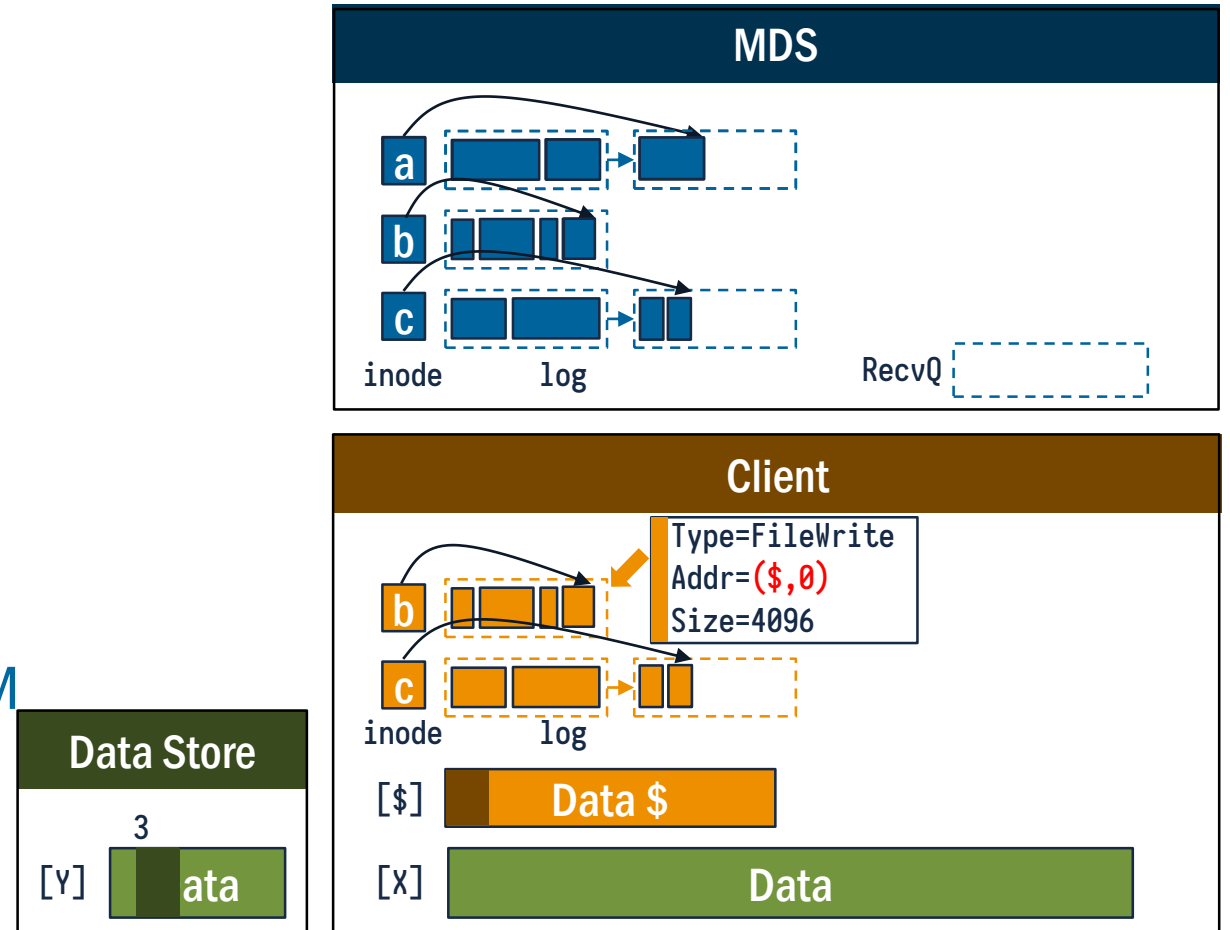 MDS
a
b
c
inode log
RecvQ
Client
Type=FileWrite
Addr=($,0)
Size=4096
b
c
inode log
[$] Data $
[X] Data
M
Data Store
3
[Y] ata